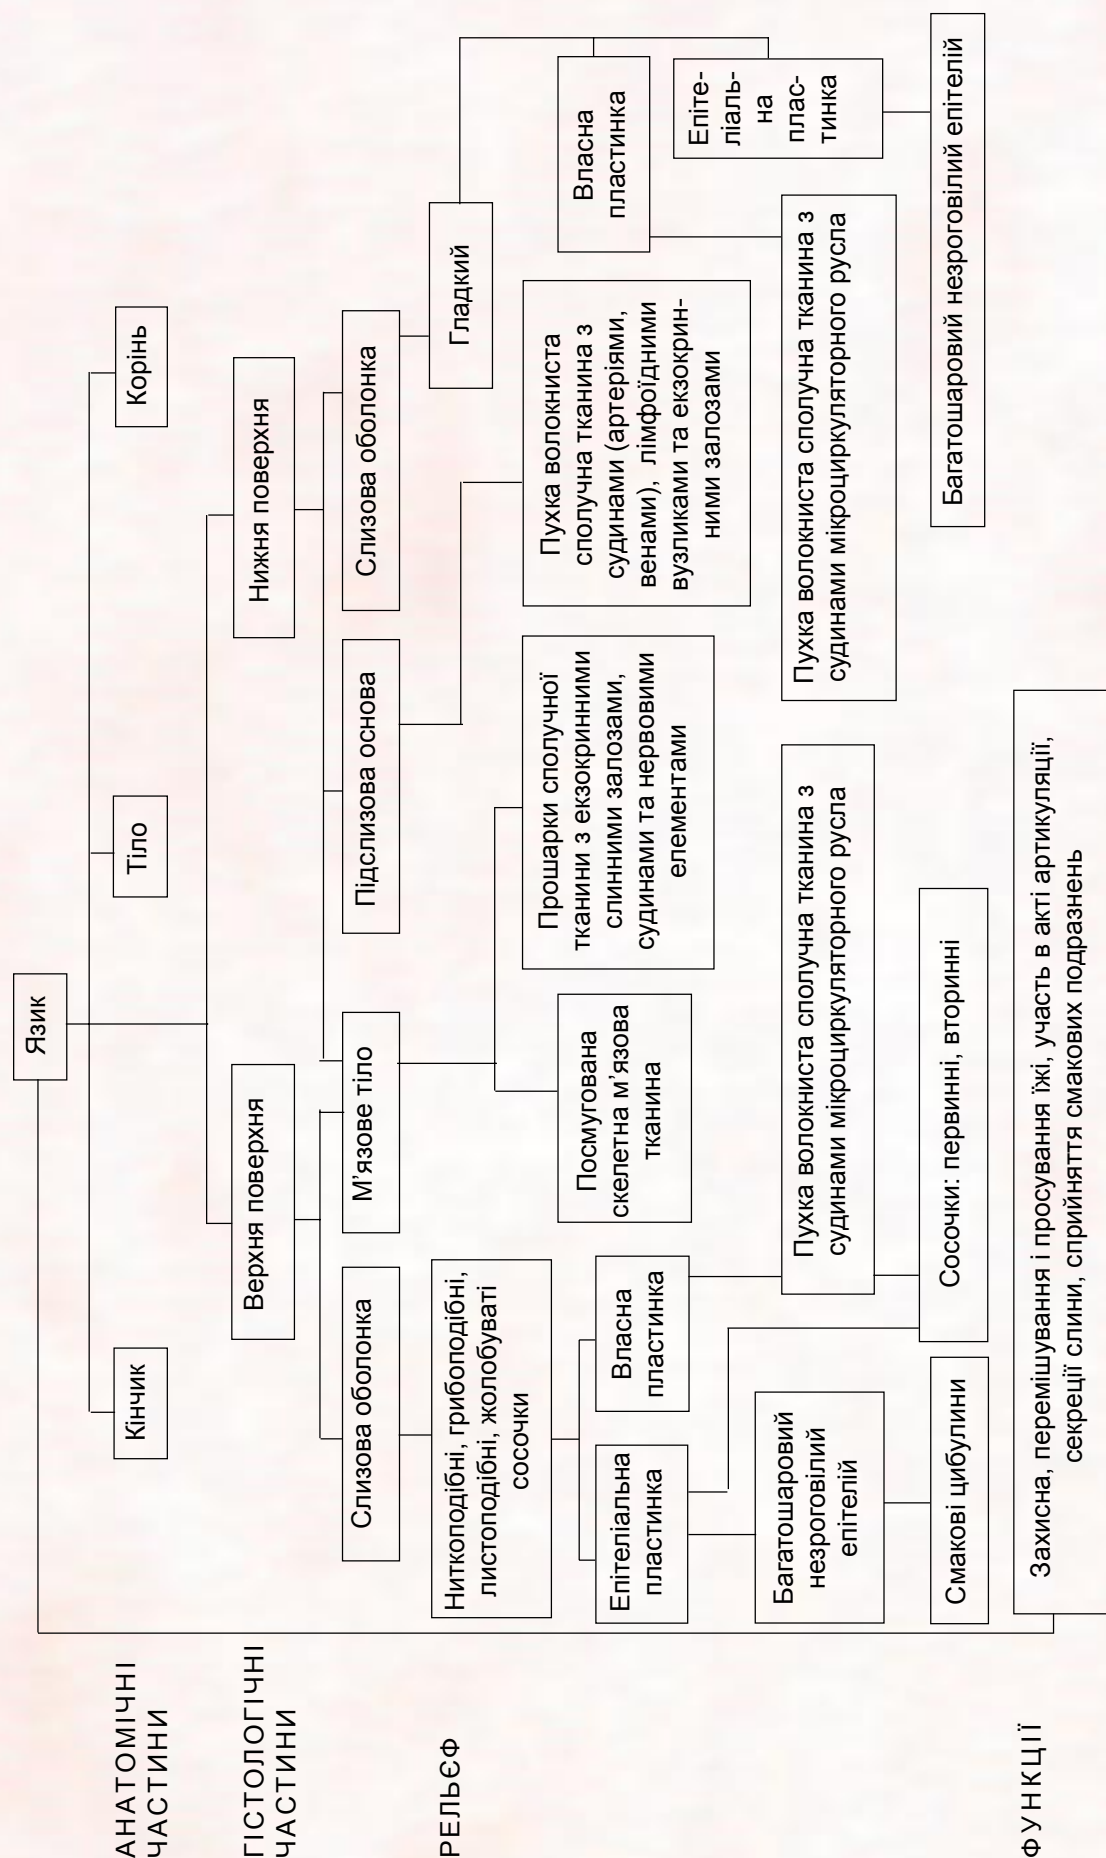 Язик
АНАТОМІЧНІ
ЧАСТИНИ
Кінчик
Тіло
Корінь
ГІСТОЛОГІЧНІ
ЧАСТИНИ
Верхня поверхня
Нижня поверхня
Слизова оболонка
М’язове тіло
Підслизова основа
Слизова оболонка
РЕЛЬЄФ
Ниткоподібні, грибоподібні,
листоподібні, жолобуваті
сосочки
Гладкий
Епітеліальна
пластинка
Власна
пластинка
Посмугована
скелетна м’язова
тканина
Прошарки сполучної
тканини з екзокринними
слинними залозами,
судинами та нервовими
елементами
Пухка волокниста
сполучна тканина з
судинами (артеріями,
венами), лімфоїдними
вузликами та екзокрин-
ними залозами
Власна
пластинка
Епіте-
ліаль-
на
плас-
тинка
Багатошаровий
незроговілий
епітелій
Пухка волокниста сполучна тканина з
судинами мікроциркуляторного русла
Пухка волокниста сполучна тканина з
судинами мікроциркуляторного русла
Смакові цибулини
Сосочки: первинні, вторинні
Багатошаровий незроговілий епітелій
ФУНКЦІЇ
Захисна, перемішування і просування їжі, участь в акті артикуляції,
секреції слини, сприйняття смакових подразнень